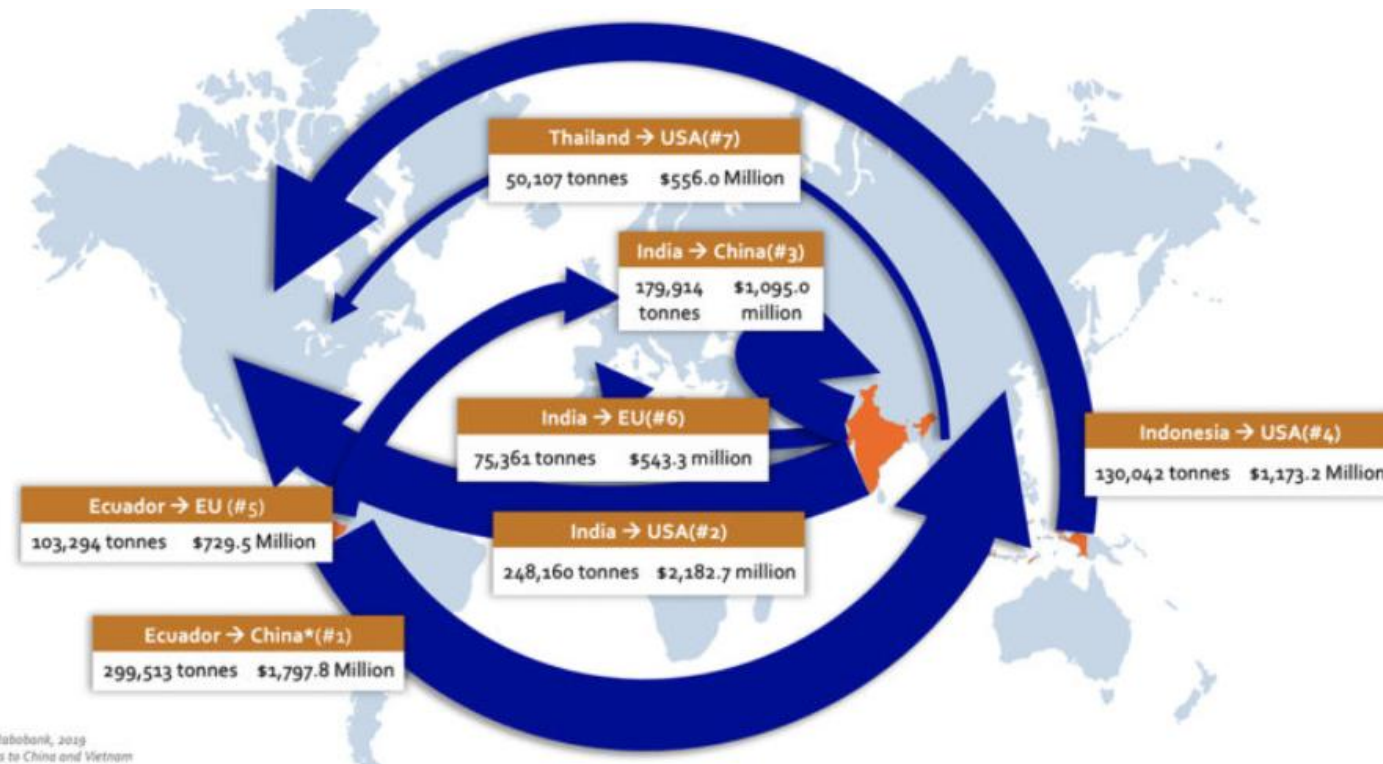 Thailand → USA(#7)
50,107 tonnes $556.0 Million
India → China(#3)
179,914 $1,095.0
tonnes million
India → EU(#6)
75,361 tonnes $543.3 million
Indonesia → USA(#4)
130,042 tonnes $1,173.2 Million
Ecuador → EU (#5)
103,294 tonnes $729.5 Million
India → USA(#2)
248,160 tonnes $2,182.7 million
Ecuador → China*(#1)
299,513 tonnes $1,797.8 Million
abobank, 2019
s to China and Vietnam